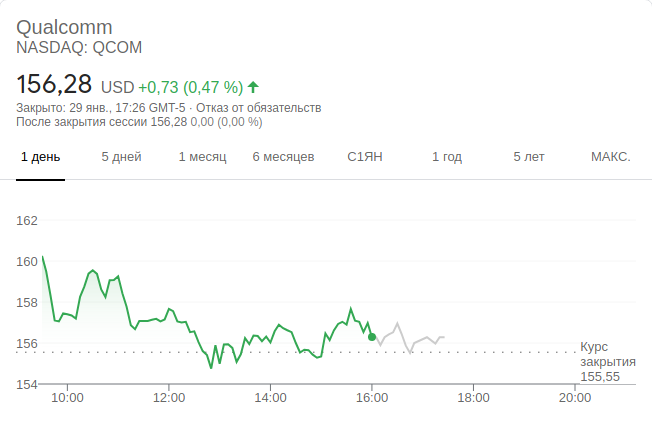 Qualcomm
NASDAQ: QCOM
156,28 USD +0,73 (0,47 %)
Закрыто: 29 янв., 17:26 GMT-5 · Отказ от обязательств
После закрытия сессии 156,28 0,00 (0,00 %)
1 день 5 дней 1 месяц 6 месяцев С1ЯН 1 год 5 лет МАКС.
162
160
158
156
Курс
закрытия
155,55
154
10:00 12:00 14:00 16:00 18:00 20:00